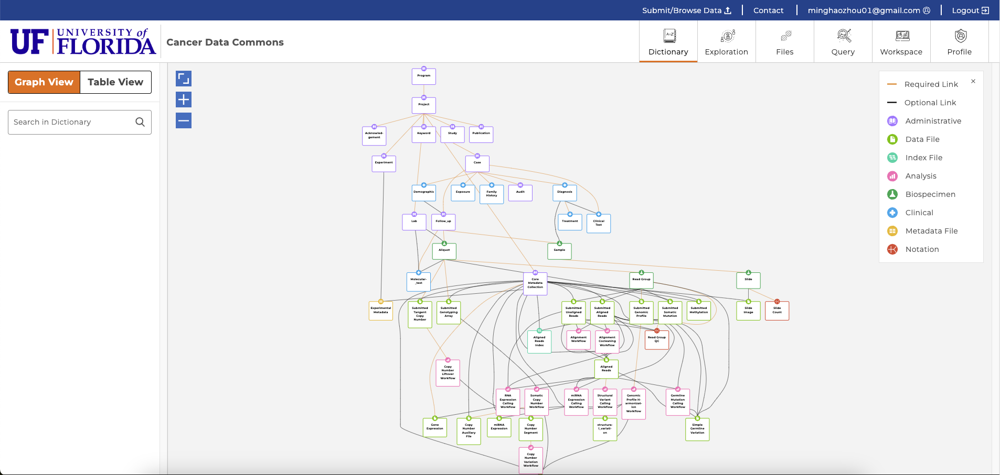 Submit/Browse Data
Contact
minghaozhou01@gmail.com
Logout
UF UNIVERSITY of
FLORIDA
Cancer Data Commons
A-Z
Dictionary
Exploration
Files
Query
Workspace
Profile
Graph View
Table View
Search in Dictionary
Required Link
Optional Link
Administrative
Data File
Index File
Analysis
Biospecimen
Clinical
Metadata File
Notation
Program
Project
Acknowled-
gement
Keyword
Study
Publication
Experiment
Case
Demographic
Exposure
Family
History
Audit
Diagnosis
Lab
Follow_up
Treatment
Clinical
Test
Aliquot
Sample
Molecular-
_test
Core
Metadata
Collection
Read Group
Slide
Experimental
Metadata
Submitted
Tangent
Copy
Number
Submitted
Genotyping
Array
Submitted
Unaligned
Reads
Submitted
Aligned
Reads
Submitted
Genomic
Profile
Submitted
Somatic
Mutation
Submitted
Methylation
Slide
Image
Slide
Count
Aligned
Reads
Index
Alignment
Workflow
Alignment
Cocleaning
Workflow
Read Group
QC
Copy
Number
Liftover
Workflow
Aligned
Reads
RNA
Expression
Calling
Workflow
Somatic
Copy
Number
Workflow
miRNA
Expression
Calling
Workflow
Structural
Variant
Calling
Workflow
Genomic
Profile H-
armonizat-
ion
Workflow
Germline
Mutation
Calling
Workflow
Gene
Expression
Copy
Number
Auxiliary
File
miRNA
Expression
Copy
Number
Segment
structura-
l_variati-
on
Simple
Germline
Variation
Copy
Number
Variation
Workflow